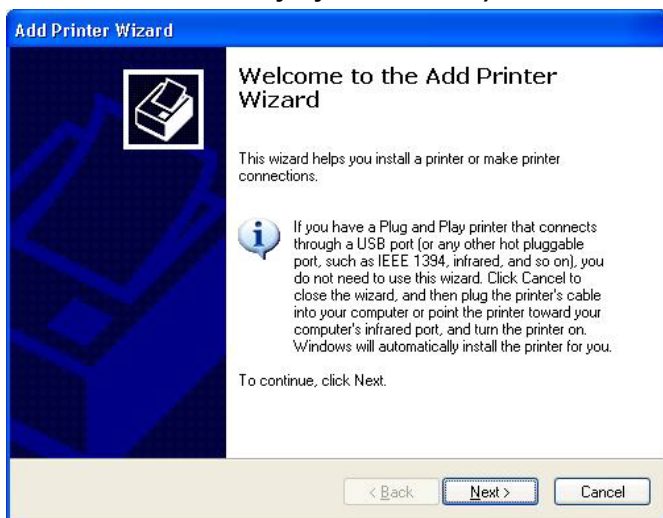 Add Printer Wizard
Welcome to the Add Printer
Wizard
This wizard helps you install a printer or make printer
connections.
If you have a Plug and Play printer that connects
through a USB port (or any other hot pluggable
port, such as IEEE 1394, infrared, and so on), you
do not need to use this wizard. Click Cancel to
close the wizard, and then plug the printer's cable
into your computer or point the printer toward your
computer's infrared port, and turn the printer on.
Windows will automatically install the printer for you.
To continue, click Next.
< Back Next > Cancel